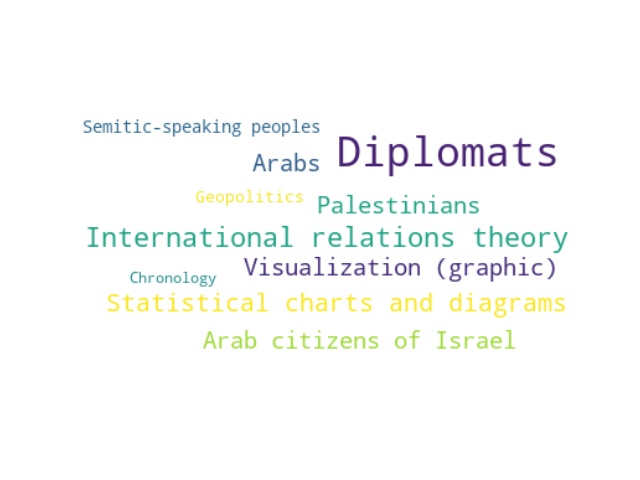 Semitic-speaking peoples
Diplomats
Arabs
Geopolitics
Palestinians
International relations theory
Visualization (graphic)
Chronology
Statistical charts and diagrams
Arab citizens of Israel